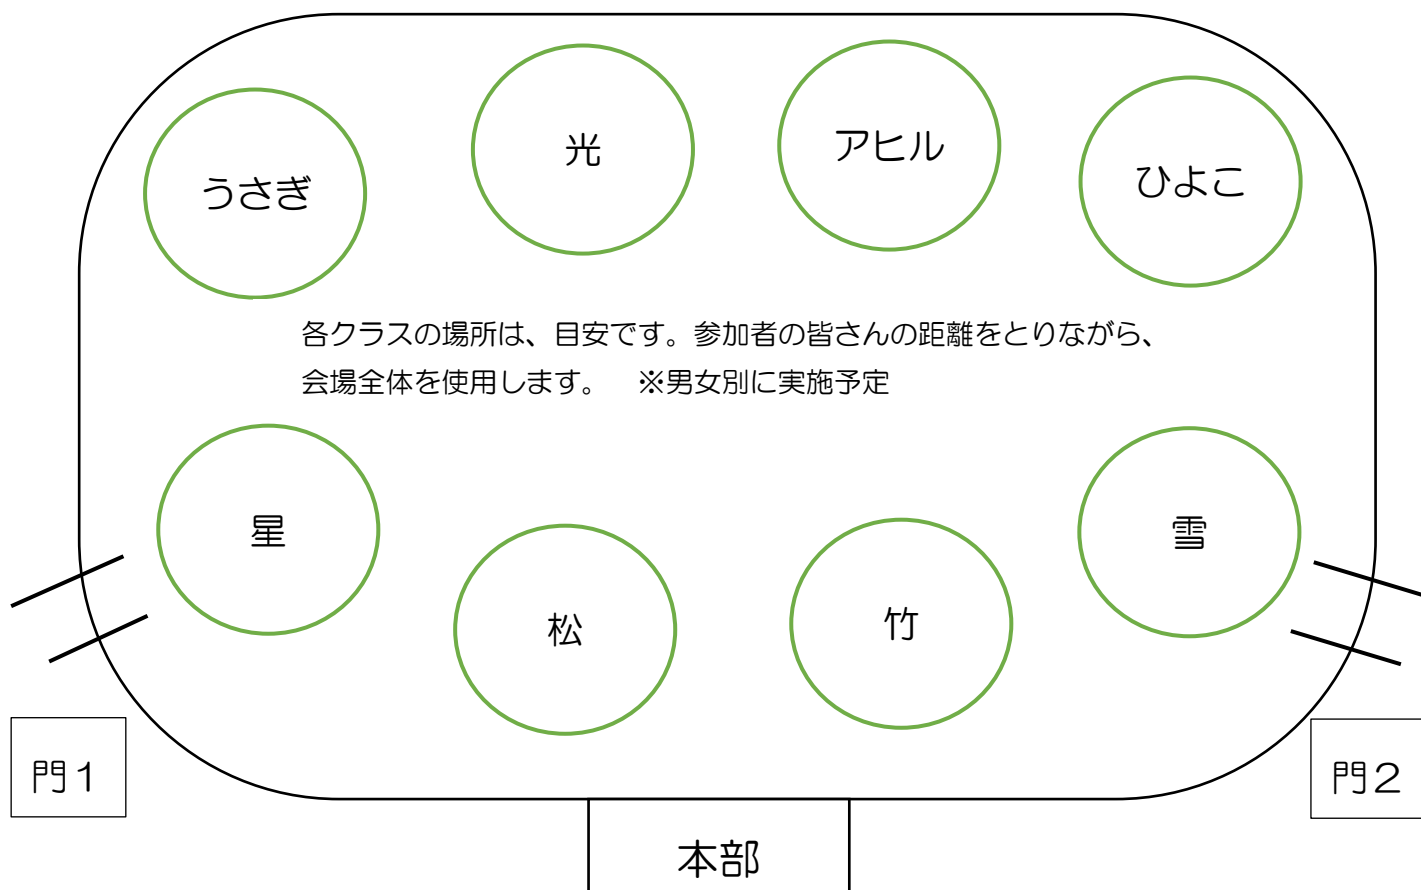 うさぎ
光
アヒル
ひよこ
各クラスの場所は、目安です。参加者の皆さんの距離をとりながら、
会場全体を使用します。　※男女別に実施予定
星
松
竹
雪
門１
門２
本部